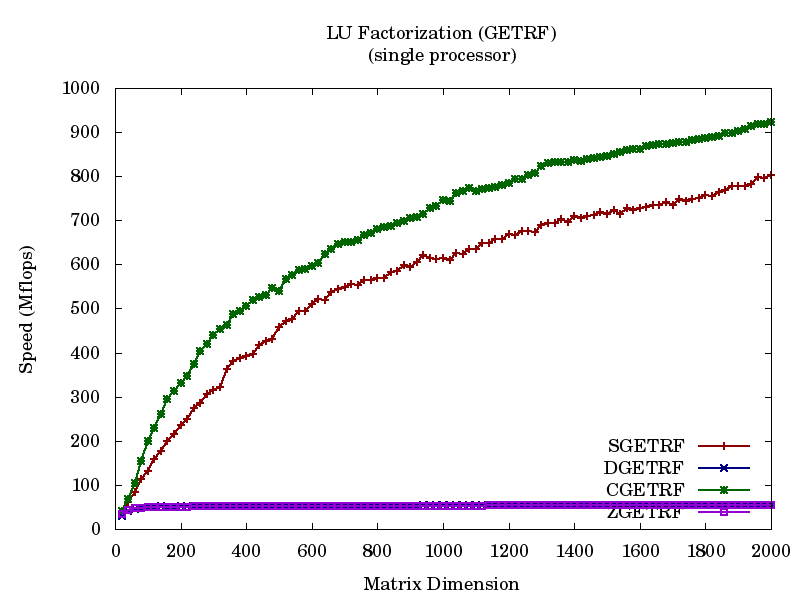 LU Factorization (GETRF)
(single processor)
1000
900
800
700
600
500
400
300
200
100
0
Speed (Mflops)
SGETRF
DGETRF
CGETRF
ZGETRF
0 200 400 600 800 1000 1200 1400 1600 1800 2000
Matrix Dimension